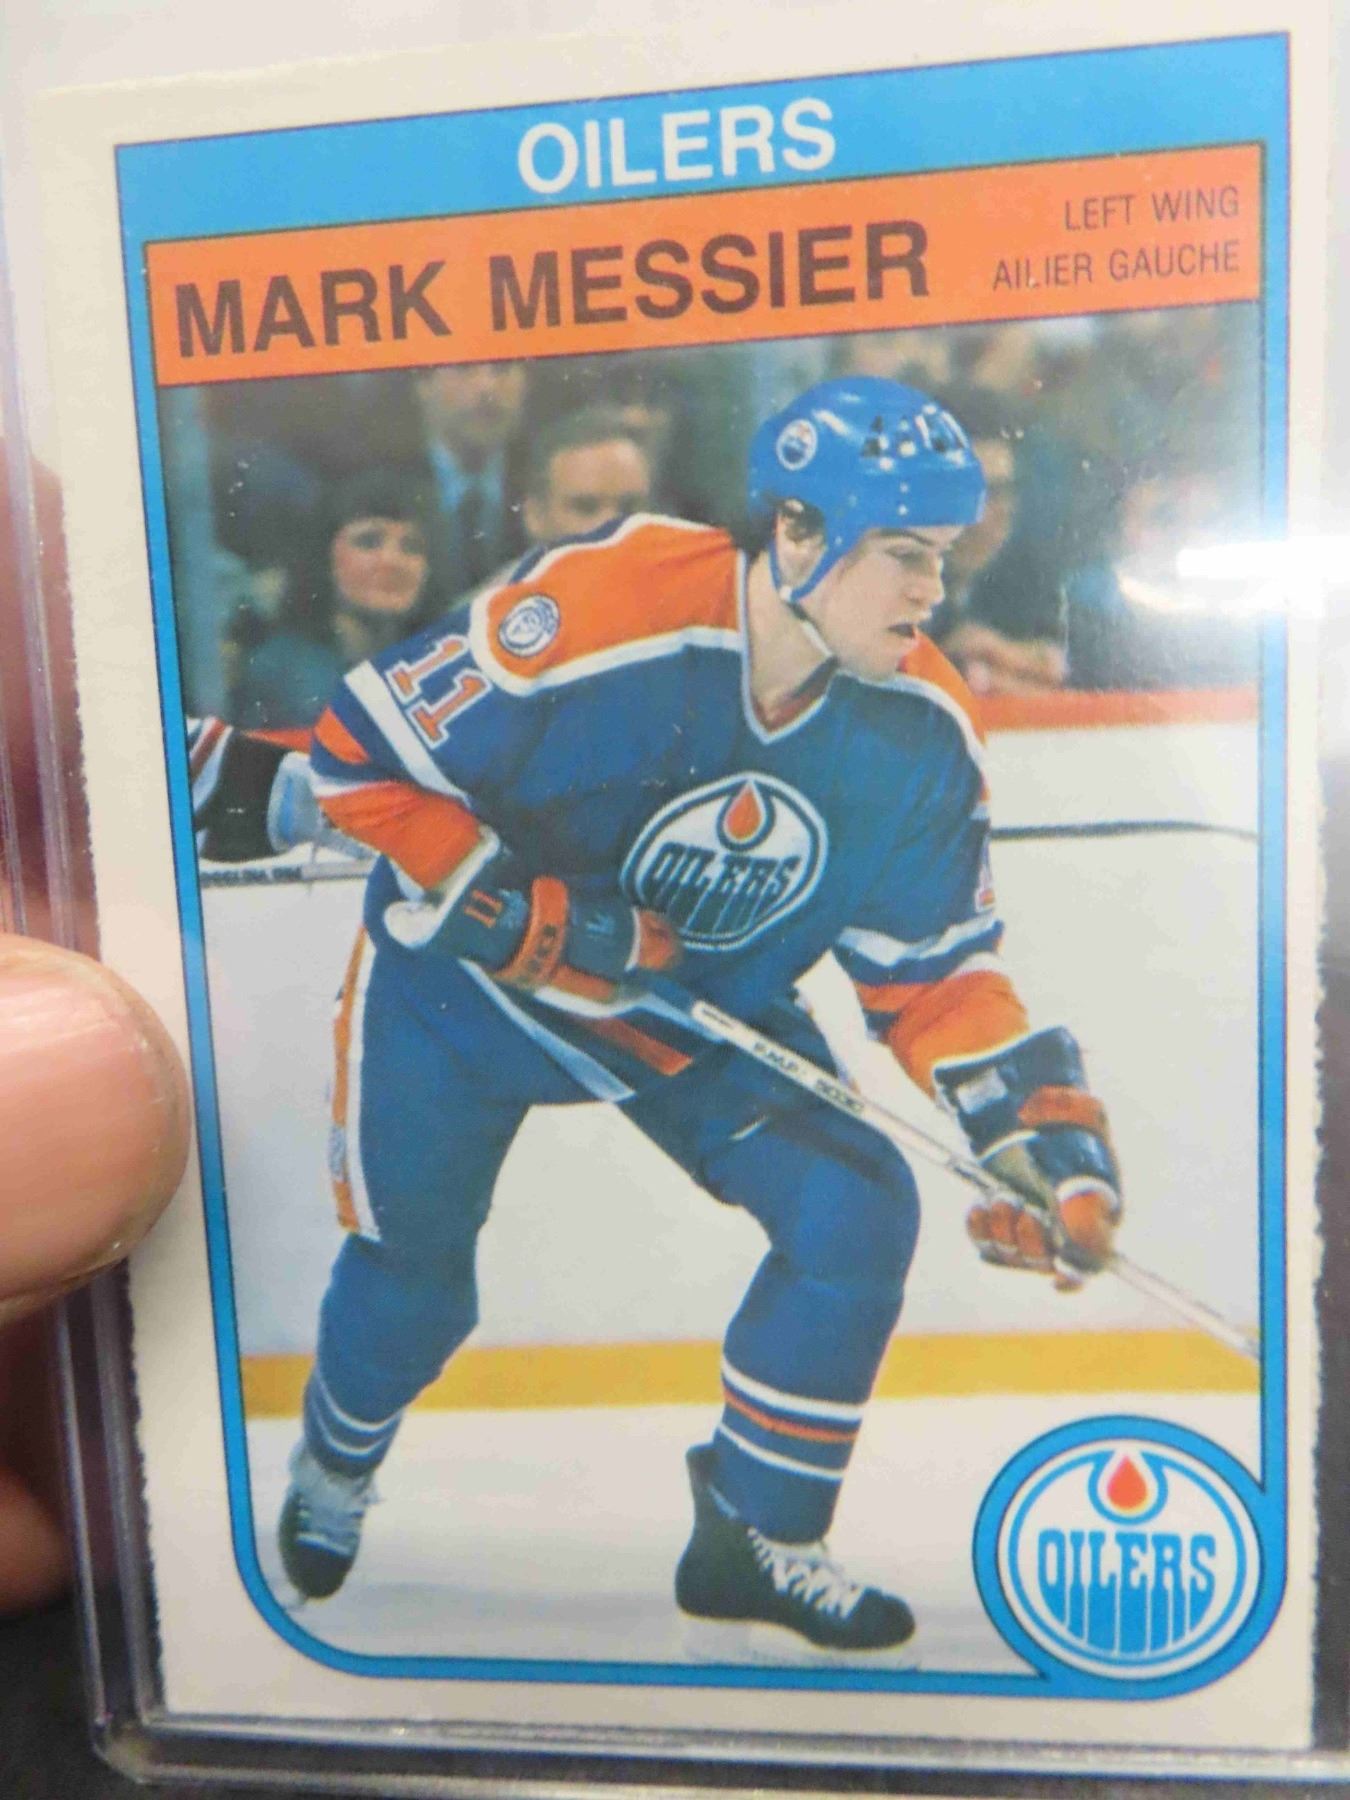 OILERS
MARK MESSIER
LEFT WING
AILIER GAUCHE
11
OILERS
11
OILERS